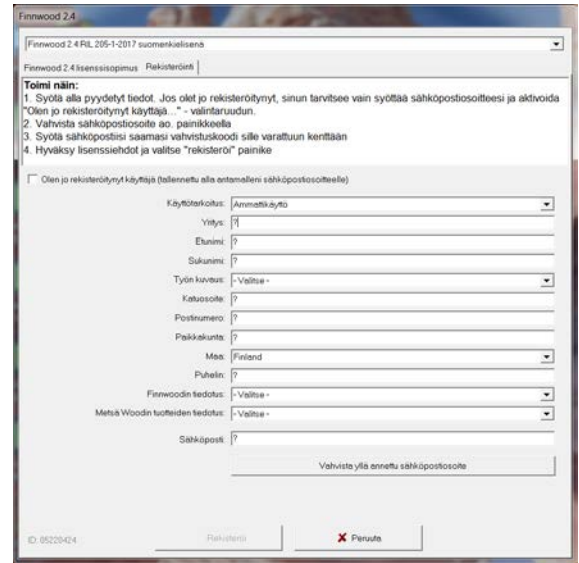 Finnwood 2.4
Finnwood 2.4 RIL 205-1-2017 suomenkielisenä
Finnwood 2.4 lisenssisopimus Rekisteröinti
Toimi näin:
1. Syötä alla pyydetyt tiedot. Jos olet jo rekisteröitynyt, sinun tarvitsee vain syöttää sähköpostiosoitteesi ja aktivoida
"Olen jo rekisteröitynyt käyttäjä..." - valintaruudun.
2. Vahvista sähköpostiosoite ao. painikkeella
3. Syötä sähköpostiisi saamasi vahvistuskoodi sille varattuun kenttään
4. Hyväksy lisenssiehdot ja valitse "rekisteröi" painike
Olen jo rekisteröitynyt käyttäjä (tallennettu alla antamalleni sähköpostiosoitteelle)
Käyttötarkoitus: Ammattikäyttö
Yritys: ?
Etunimi: ?
Sukunimi: ?
Työn kuvaus: - Valitse -
Katuosoite: ?
Postinumero: ?
Paikkakunta: ?
Maa: Finland
Puhelin: ?
Finnwoodin tiedotus: - Valitse -
Metsä Woodin tuotteiden tiedotus: - Valitse -
Sähköposti: ?
Vahvista yllä annettu sähköpostiosoite
ID: 05220424 Rekisteröi Peruuta